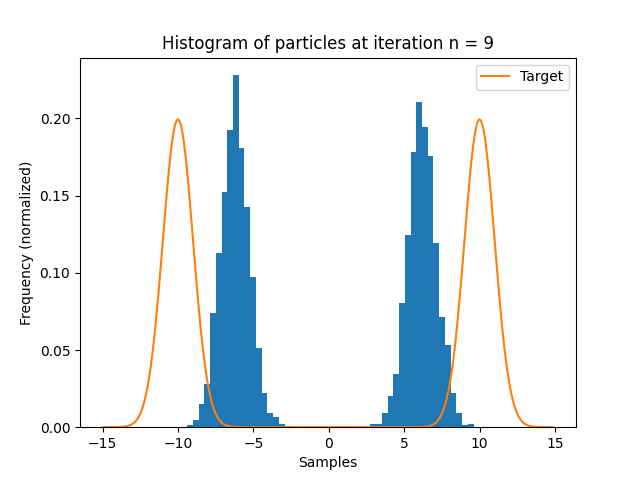 Histogram of particles at iteration n = 9
Target
Frequency (normalized)
0.20
0.15
0.10
0.05
0.00
−15 −10 −5 0 5 10 15
Samples